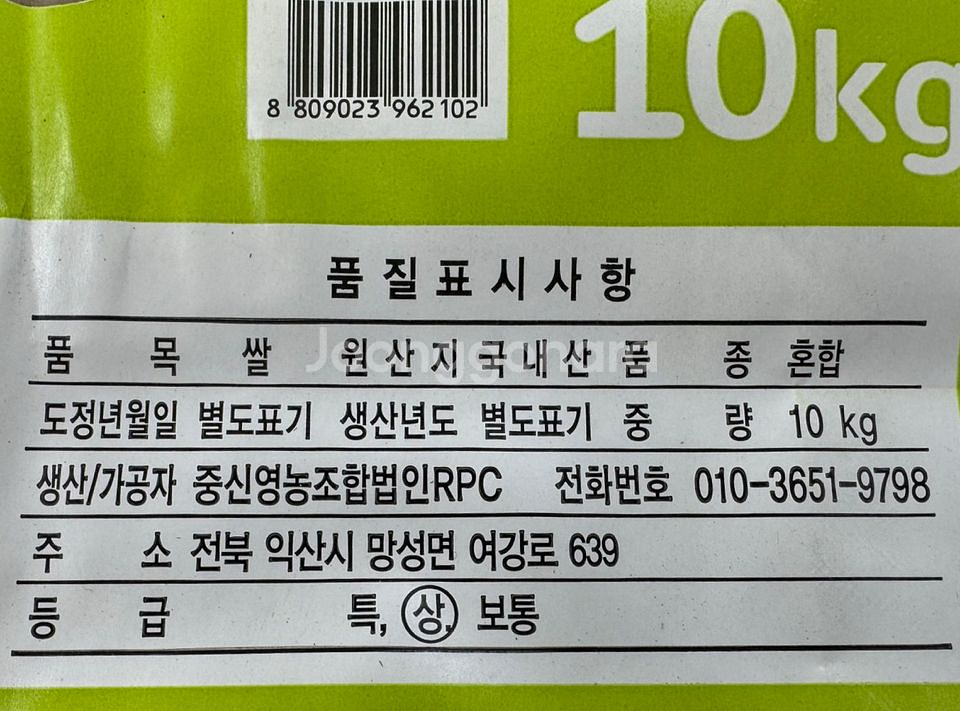 10kg
8 809023 962102
품질표시사항
품 목 쌀 원산지 국내산 품 종 혼합
도정년월일 별도표기 생산년도 별도표기 중 량 10 kg
생산/가공자 중신영농조합법인RPC 전화번호 010-3651-9798
주 소 전북 익산시 망성면 여강로 639
등 급 특, 상, 보통
Joonggonara